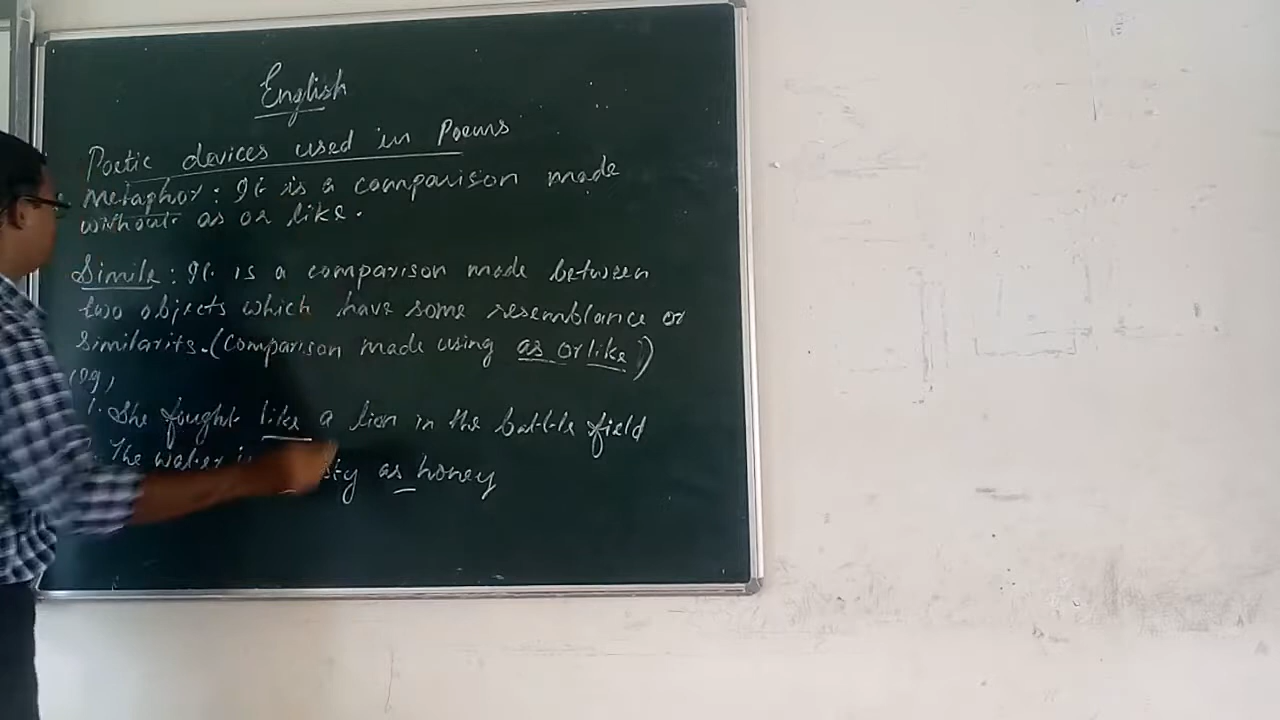 English
Poetic devices used in Poems
Metaphor: It is a comparison made
without as or like.
Simile: It is a comparison made between
two objects which have some resemblance or
similarits. (comparison made using as or like)
(eg)
1. She fought like a lion in the battle field
The water is as honey